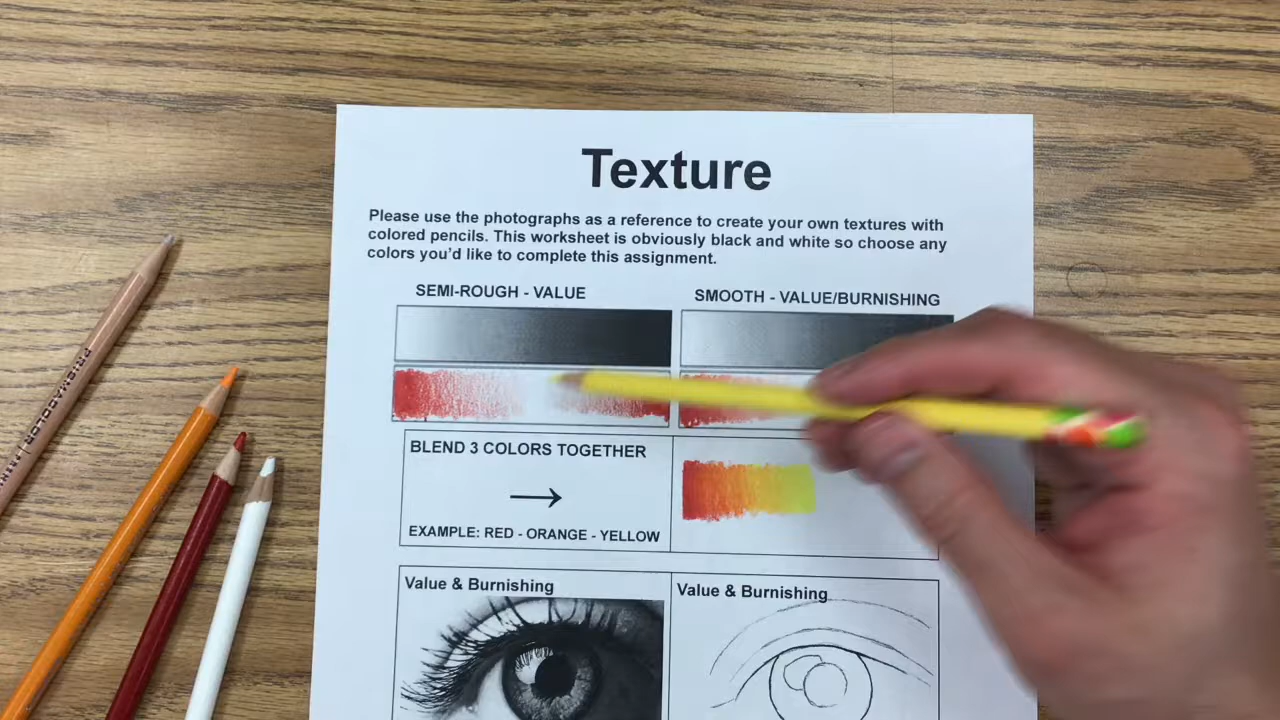 Texture
Please use the photographs as a reference to create your own textures with
colored pencils. This worksheet is obviously black and white so choose any
colors you'd like to complete this assignment.
SEMI-ROUGH - VALUE
SMOOTH - VALUE/BURNISHING
BLEND 3 COLORS TOGETHER
EXAMPLE: RED - ORANGE - YELLOW
Value & Burnishing
Value & Burnishing
PRISMACOLOR